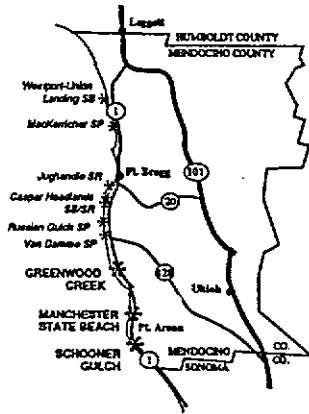 Leggett
HUMBOLDT COUNTY
MENDOCINO COUNTY
Westport-Union
Landing SB
1
MacKerricher SP
Jughandle SR
Ft. Bragg
101
Caspar Headlands
SB/SR
20
Russian Gulch SP
Van Damme SP
GREENWOOD
CREEK
128
Ukiah
MANCHESTER
STATE BEACH
Pt. Arena
SCHOONER
GULCH
1
MENDOCINO CO.
SONOMA CO.